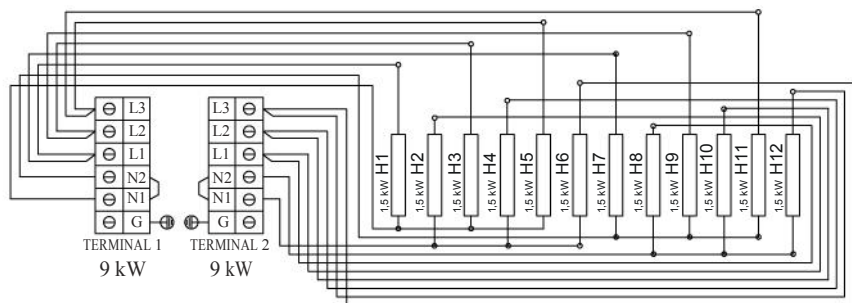 L3
L2
L1
N2
N1
G
TERMINAL 1
9 kW
L3
L2
L1
N2
N1
G
TERMINAL 2
9 kW
1,5 kW H1
1,5 kW H2
1,5 kW H3
1,5 kW H4
1,5 kW H5
1,5 kW H6
1,5 kW H7
1,5 kW H8
1,5 kW H9
1,5 kW H10
1,5 kW H11
1,5 kW H12